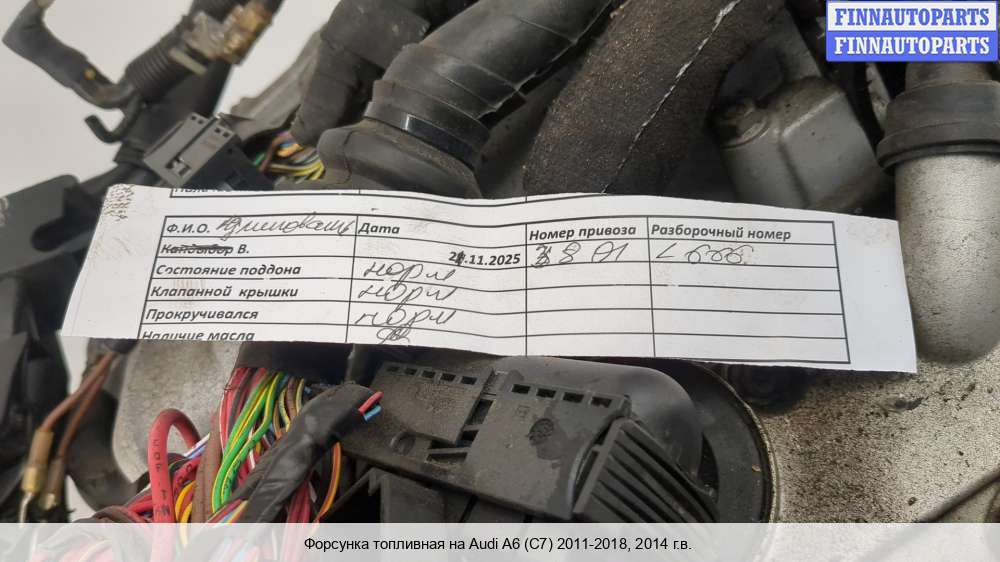 FINNAUTOPARTS
FINNAUTOPARTS
Ф.И.О. Дата Номер привоза Разборочный номер
Кандыбор В. .11.2025 L 666
Состояние поддона норм
Клапанной крышки норм
Прокручивался норм
Наличие масла
Форсунка топливная на Audi A6 (C7) 2011-2018, 2014 г.в.